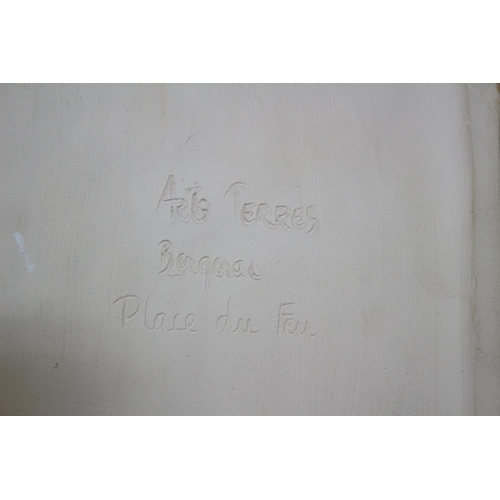 Arts TERRES
Bergerac
Place du Feu